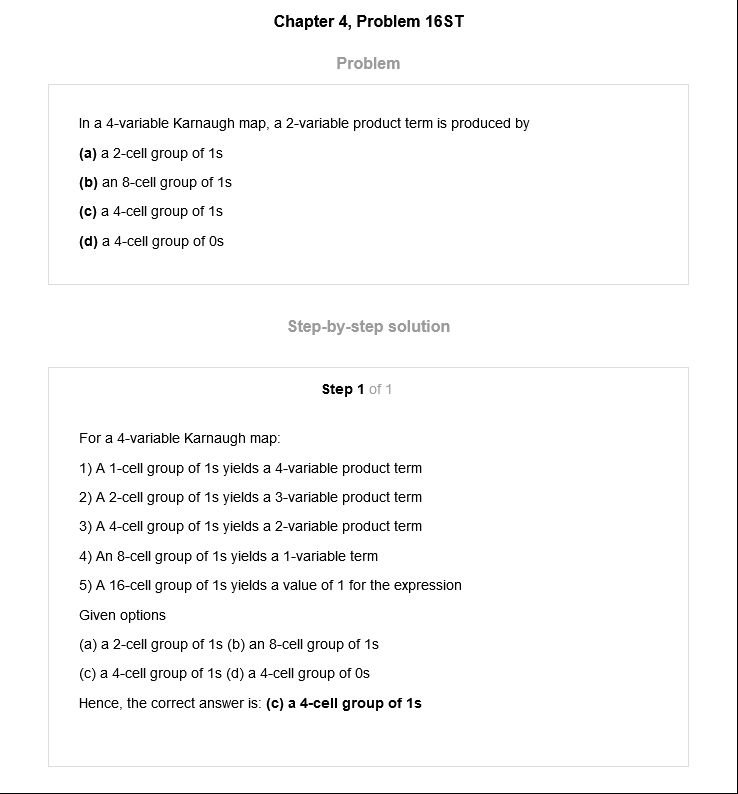 Chapter 4, Problem 16ST
Problem
In a 4-variable Karnaugh map, a 2-variable product term is produced by
(a) a 2-cell group of 1s
(b) an 8-cell group of 1s
(c) a 4-cell group of 1s
(d) a 4-cell group of 0s
Step-by-step solution
Step 1 of 1
For a 4-variable Karnaugh map:
1) A 1-cell group of 1s yields a 4-variable product term
2) A 2-cell group of 1s yields a 3-variable product term
3) A 4-cell group of 1s yields a 2-variable product term
4) An 8-cell group of 1s yields a 1-variable term
5) A 16-cell group of 1s yields a value of 1 for the expression
Given options
(a) a 2-cell group of 1s (b) an 8-cell group of 1s
(c) a 4-cell group of 1s (d) a 4-cell group of 0s
Hence, the correct answer is: (c) a 4-cell group of 1s